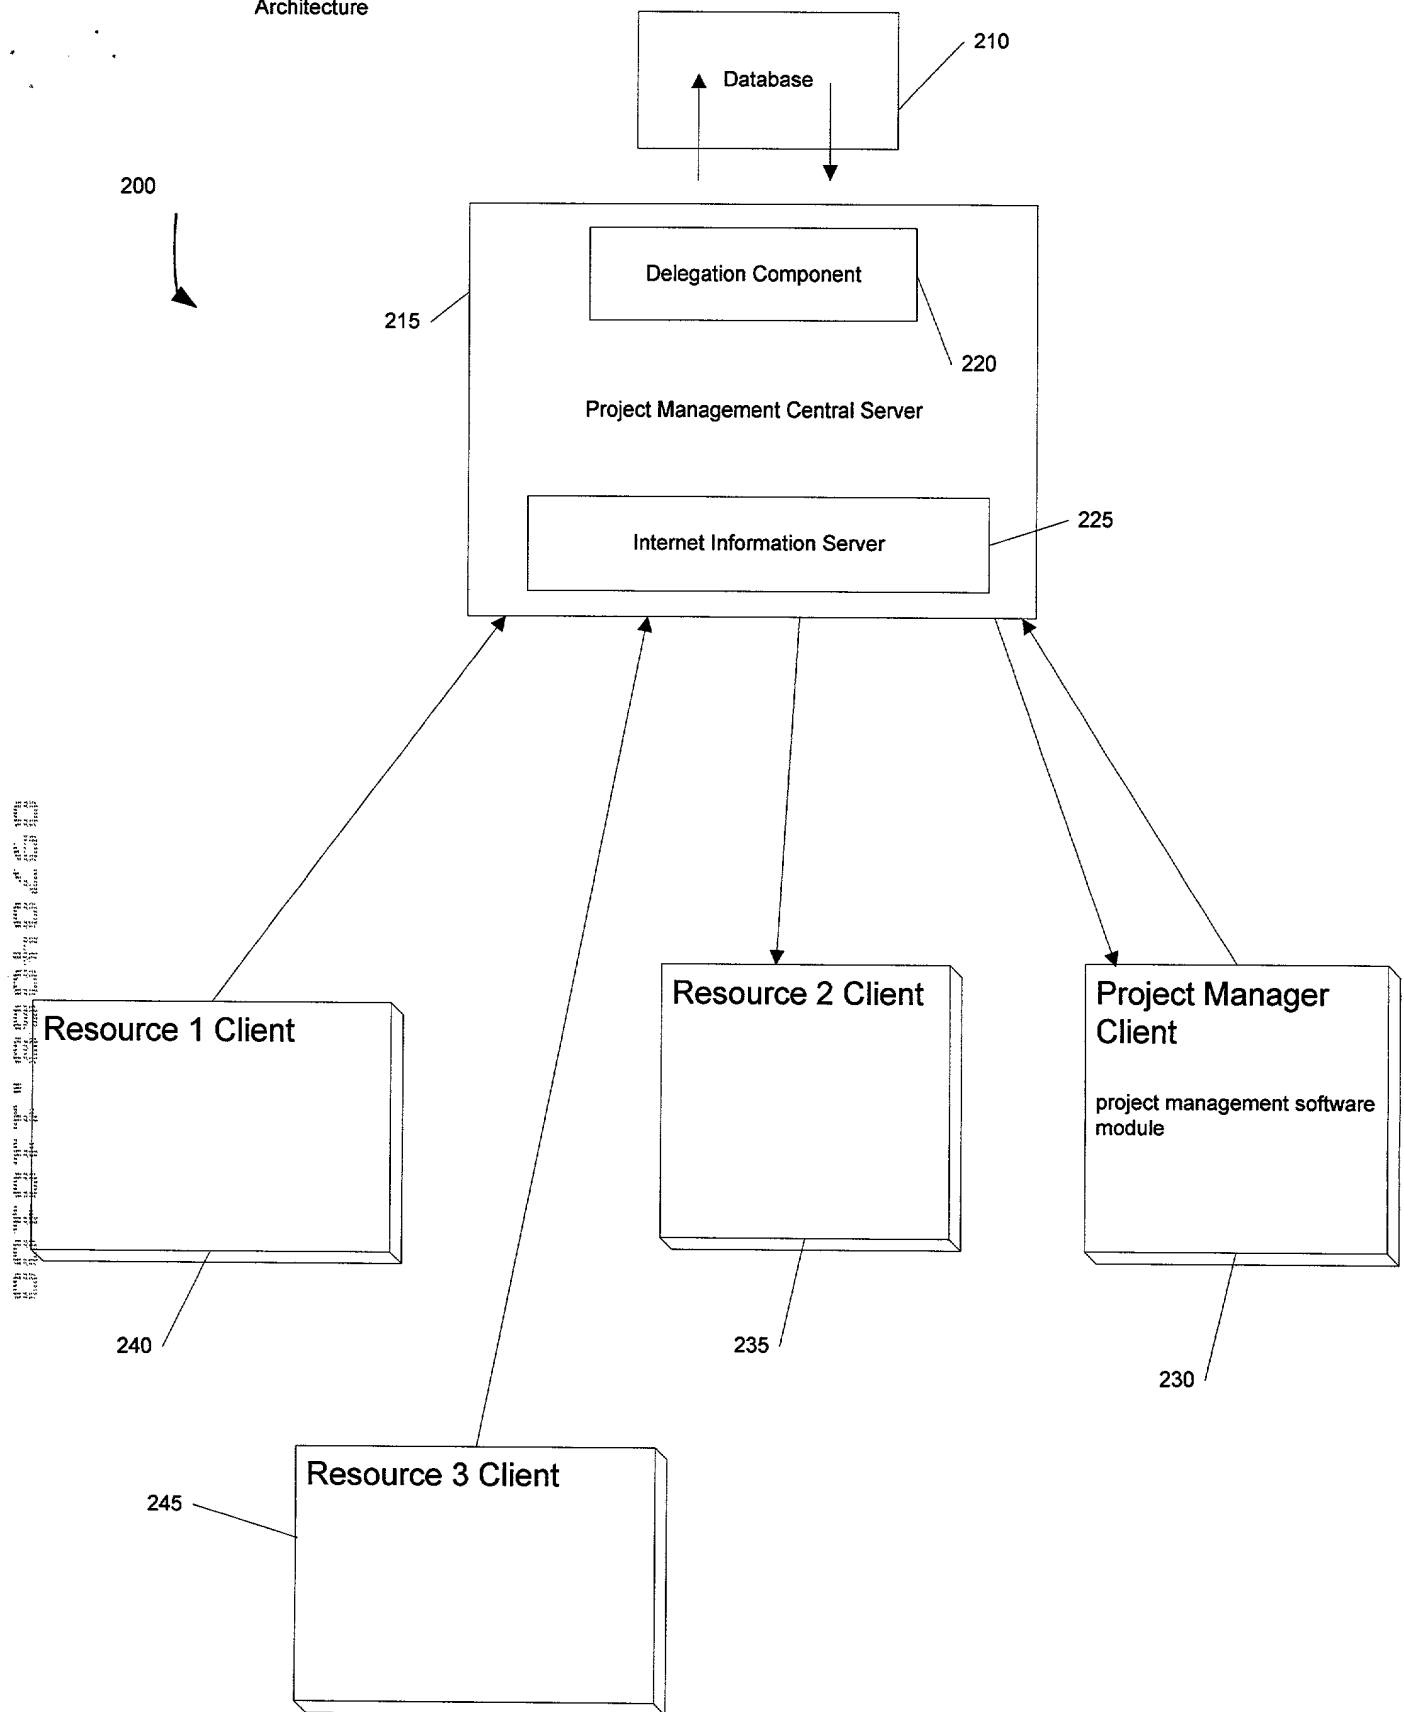 Architecture
210
Database
200
Delegation Component
215
220
Project Management Central Server
225
Internet Information Server
Resource 2 Client
Project Manager
Client
Resource 1 Client
project management software
module
240
235
230
Resource 3 Client
245